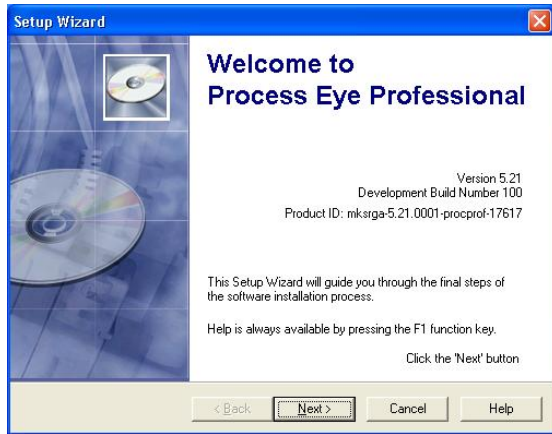 Setup Wizard
Welcome to
Process Eye Professional
Version 5.21
Development Build Number 100
Product ID: mksrga-5.21.0001-procprof-17617
This Setup Wizard will guide you through the final steps of
the software installation process.
Help is always available by pressing the F1 function key.
Click the 'Next' button
< Back
Next >
Cancel
Help